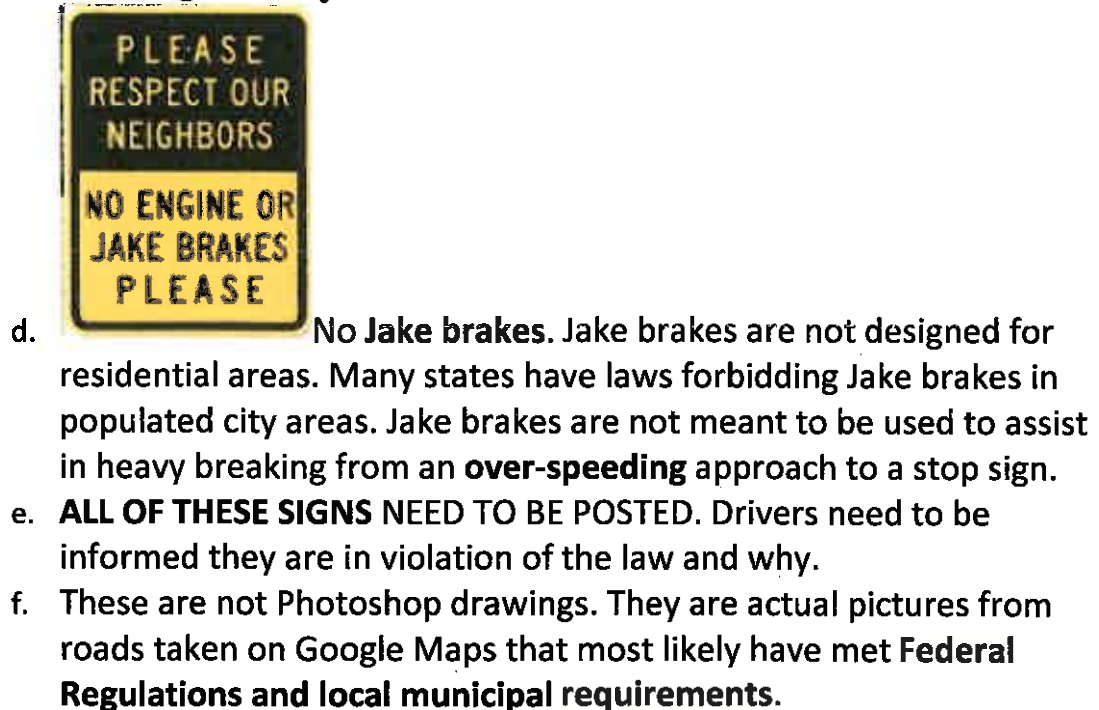 PLEASE
RESPECT OUR
NEIGHBORS
NO ENGINE OR
JAKE BRAKES
PLEASE
d. No Jake brakes. Jake brakes are not designed for
residential areas. Many states have laws forbidding Jake brakes in
populated city areas. Jake brakes are not meant to be used to assist
in heavy breaking from an over-speeding approach to a stop sign.
e. ALL OF THESE SIGNS NEED TO BE POSTED. Drivers need to be
informed they are in violation of the law and why.
f. These are not Photoshop drawings. They are actual pictures from
roads taken on Google Maps that most likely have met Federal
Regulations and local municipal requirements.